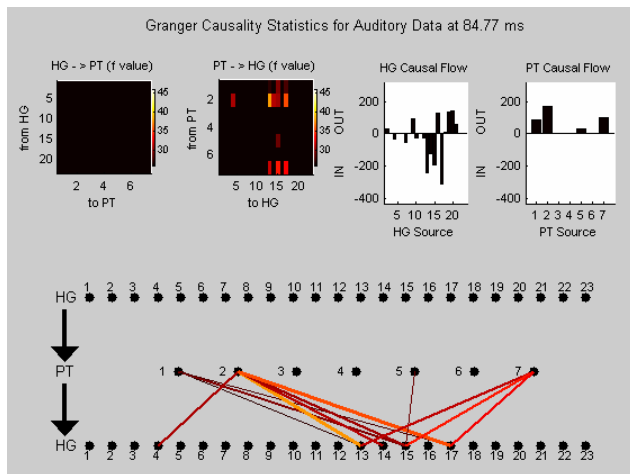 Granger Causality Statistics for Auditory Data at 84.77 ms
HG - > PT (f value)
PT - > HG (f value)
HG Causal Flow
PT Causal Flow
from HG
5
10
15
20
2 4 6
to PT
45
40
35
30
from PT
2
4
6
5 10 15 20
to HG
45
40
35
30
200
0
-200
-400
IN OUT
5 10 15 20
HG Source
200
0
-200
-400
IN OUT
1 2 3 4 5 6 7
PT Source
HG 1 2 3 4 5 6 7 8 9 10 11 12 13 14 15 16 17 18 19 20 21 22 23
PT 1 2 3 4 5 6 7
HG 1 2 3 4 5 6 7 8 9 10 11 12 13 14 15 16 17 18 19 20 21 22 23